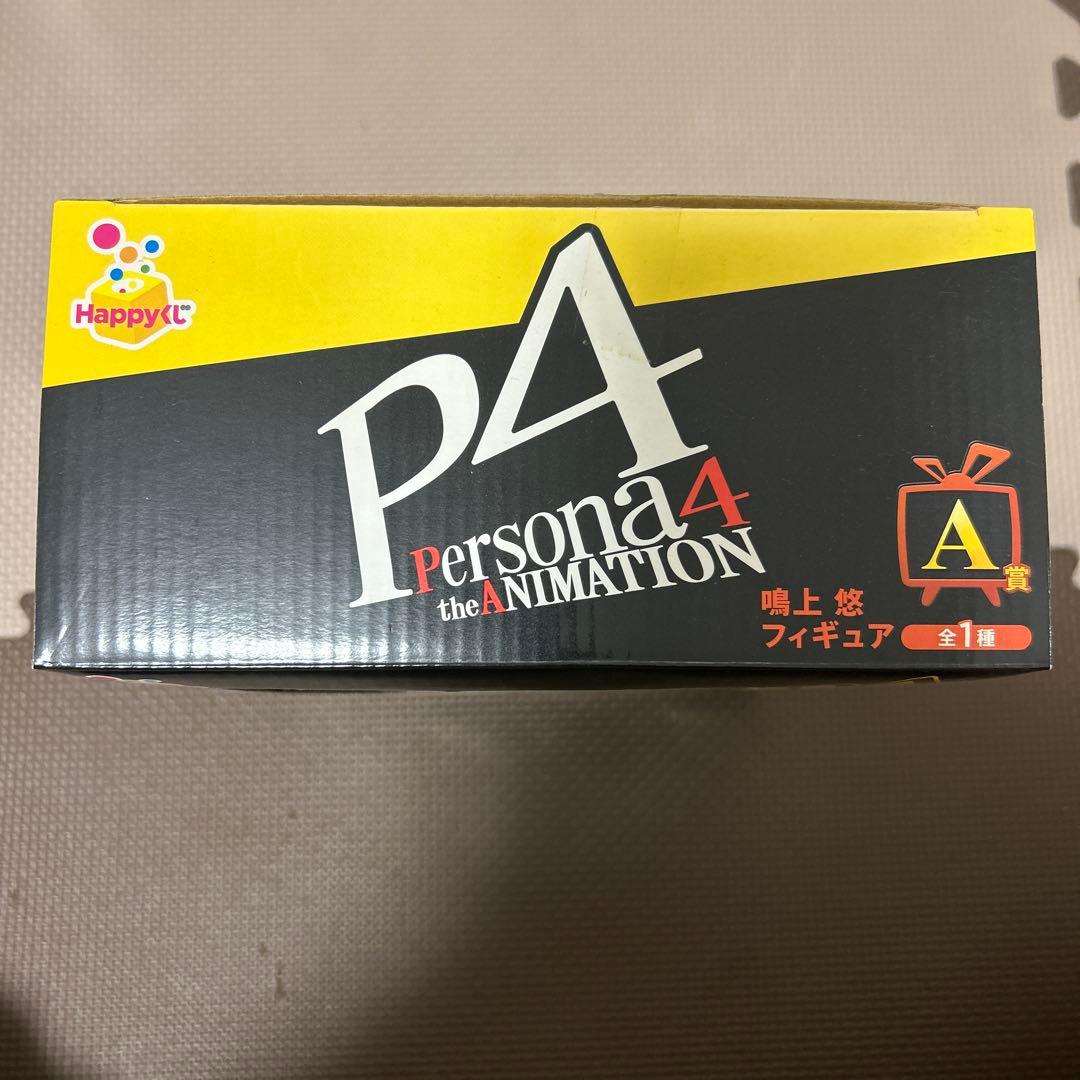 Happyくじ
P4
Persona4
the ANIMATION
A賞
鳴上 悠
フィギュア 全1種